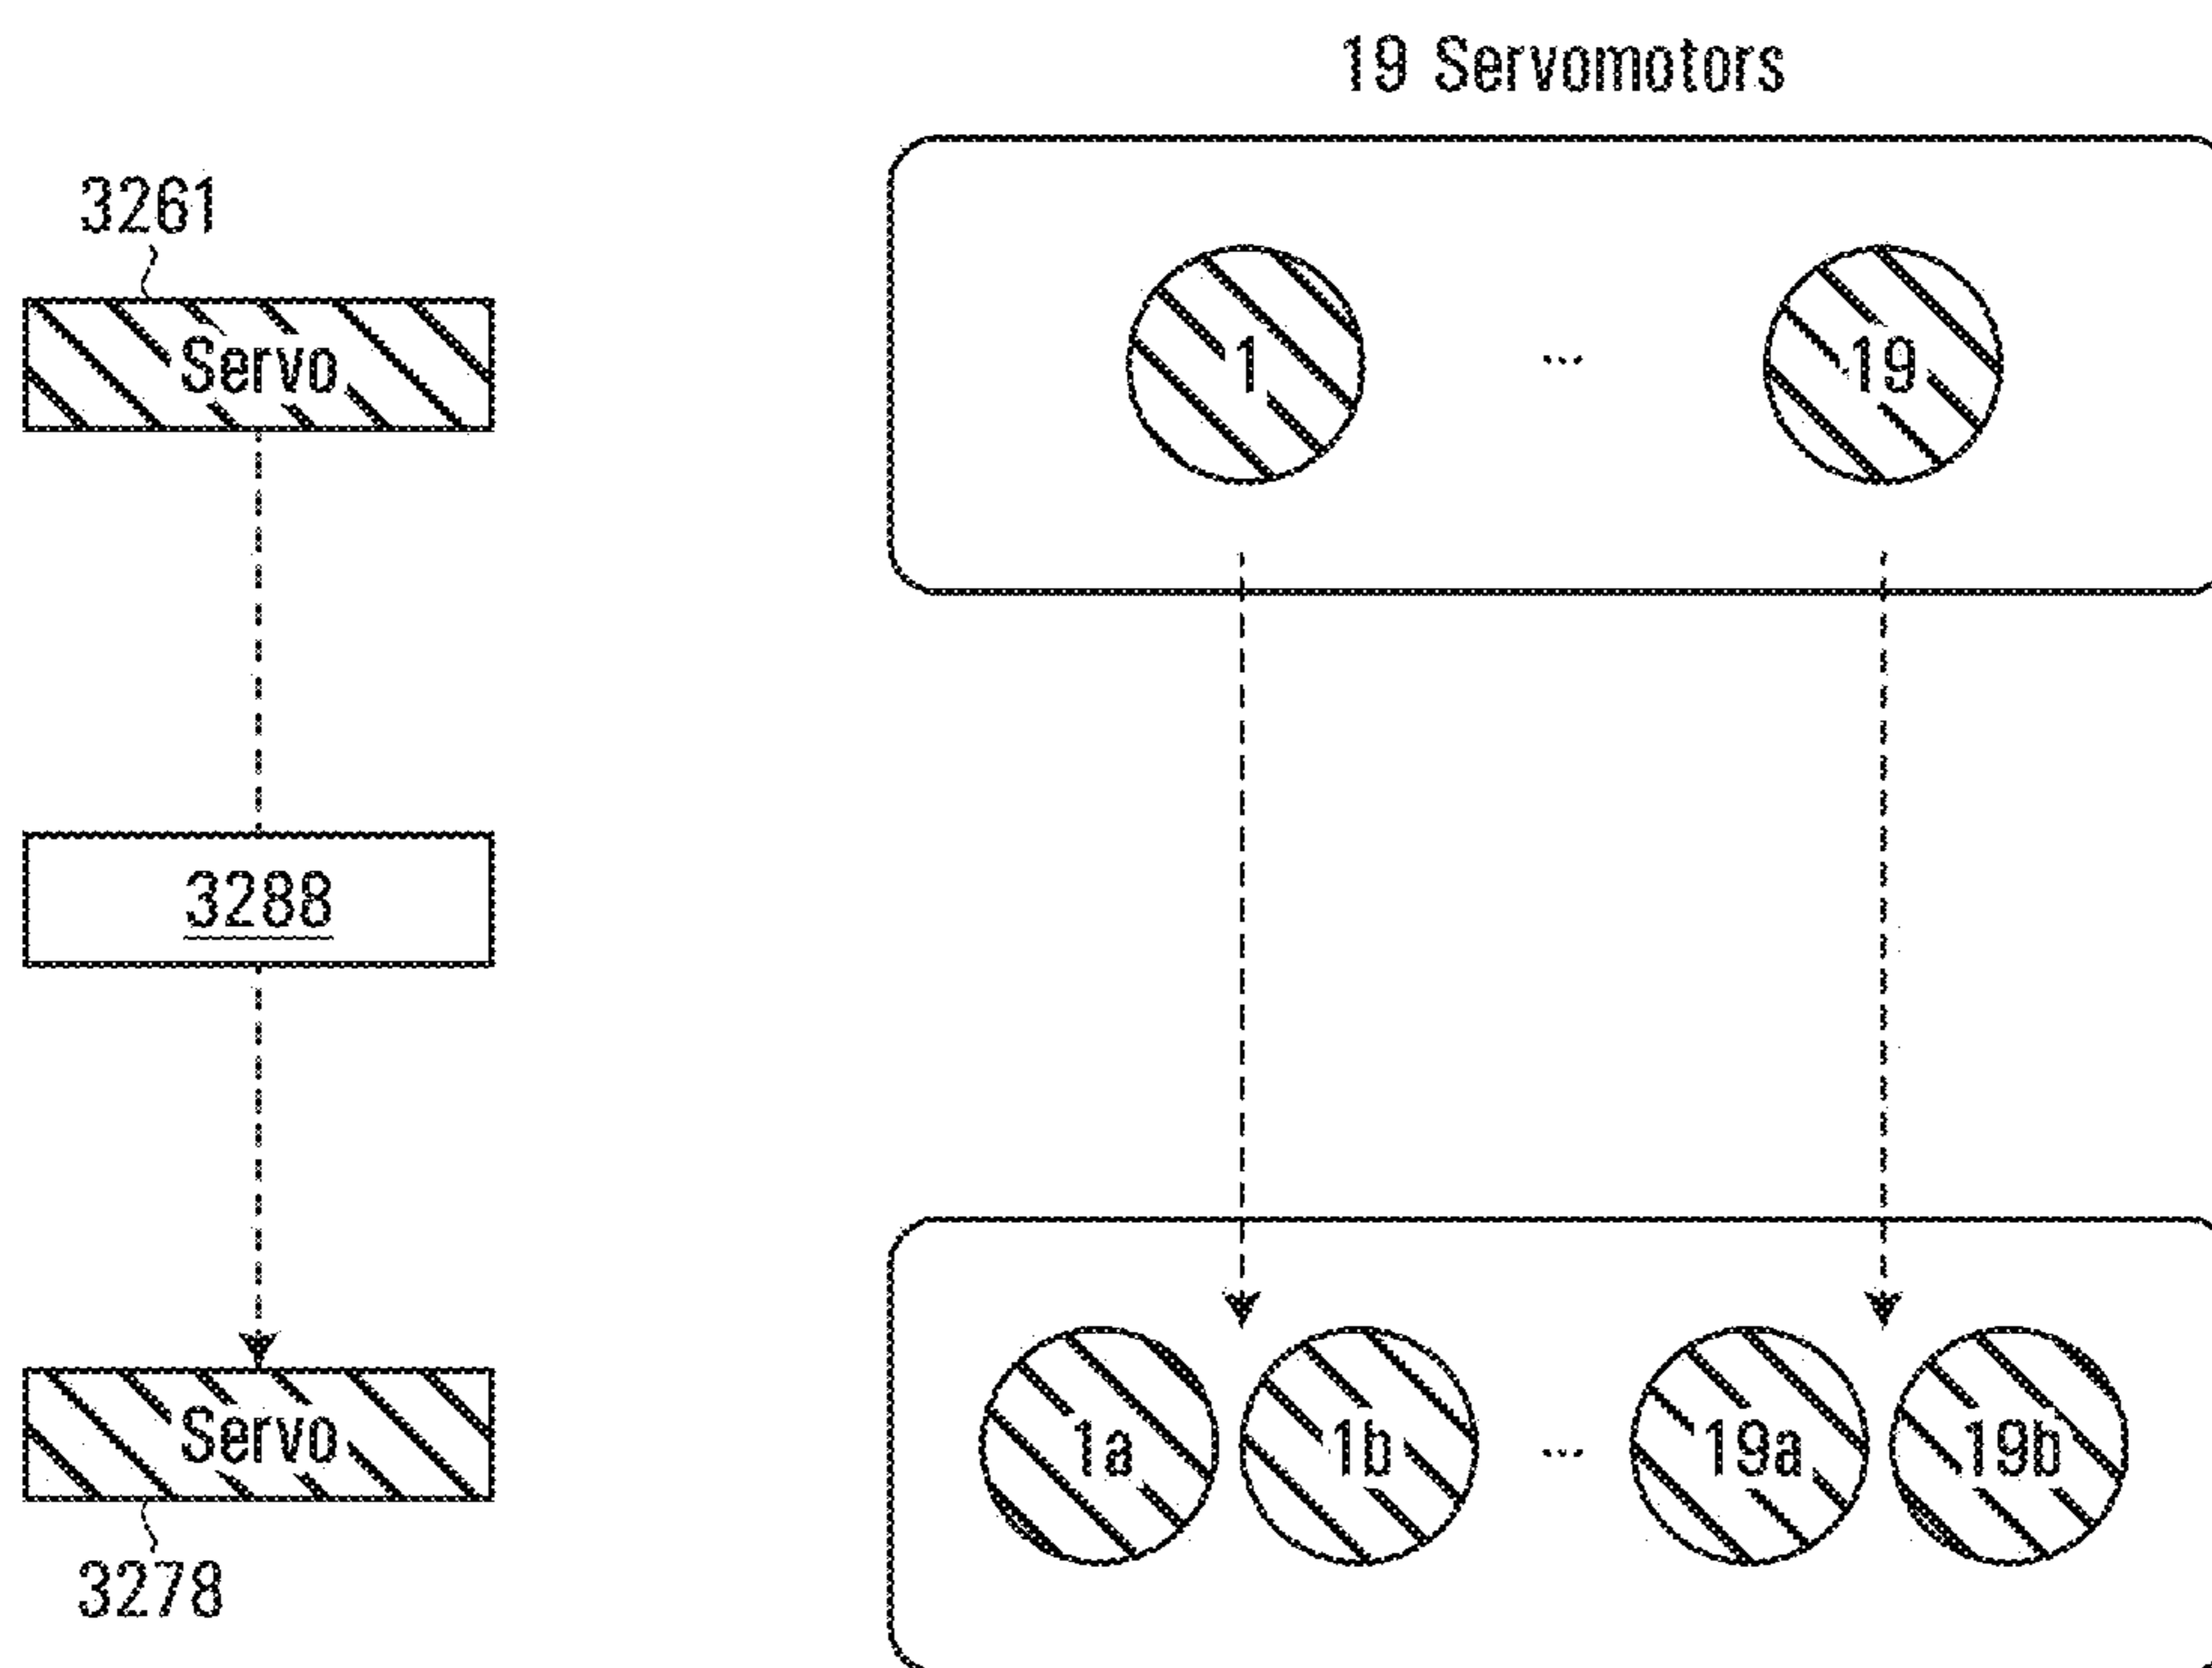 19 Servomotors
3261
Servo
1 ... 19
3288
Servo
1a 1b ... 19a 19b
3278